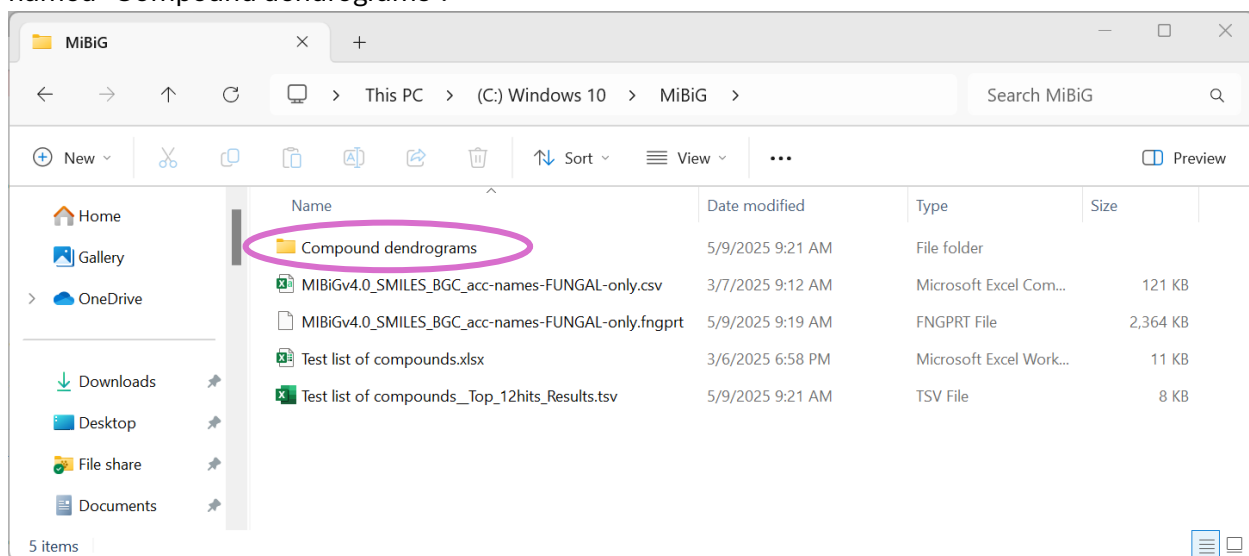 named "Compound dendrograms".
MiBiG
This PC > (C:) Windows 10 > MiBiG >
Search MiBiG
New
Sort
View
Preview
Name Date modified Type Size
Home
Gallery
OneDrive
Downloads
Desktop
File share
Documents
Compound dendrograms 5/9/2025 9:21 AM File folder
MIBiGv4.0_SMILES_BGC_acc-names-FUNGAL-only.csv 3/7/2025 9:12 AM Microsoft Excel Com... 121 KB
MIBiGv4.0_SMILES_BGC_acc-names-FUNGAL-only.fngprt 5/9/2025 9:19 AM FNGPRT File 2,364 KB
Test list of compounds.xlsx 3/6/2025 6:58 PM Microsoft Excel Work... 11 KB
Test list of compounds__Top_12hits_Results.tsv 5/9/2025 9:21 AM TSV File 8 KB
5 items